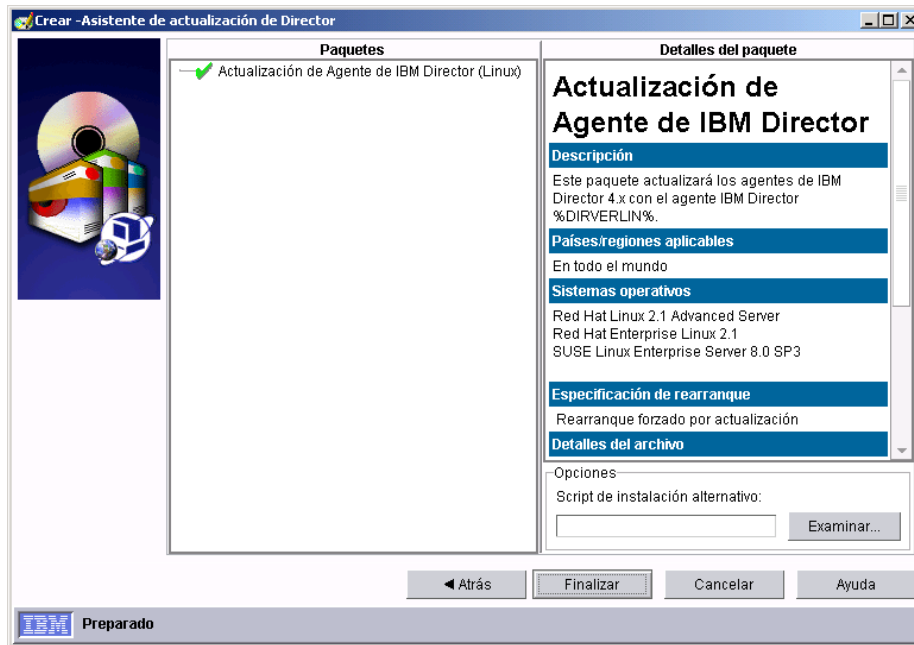 Crear -Asistente de actualización de Director
Paquetes
Actualización de Agente de IBM Director (Linux)
Detalles del paquete
Actualización de
Agente de IBM Director
Descripción
Este paquete actualizará los agentes de IBM
Director 4.x con el agente IBM Director
%DIRVERLIN%.
Países/regiones aplicables
En todo el mundo
Sistemas operativos
Red Hat Linux 2.1 Advanced Server
Red Hat Enterprise Linux 2.1
SUSE Linux Enterprise Server 8.0 SP3
Especificación de rearranque
Rearranque forzado por actualización
Detalles del archivo
Opciones
Script de instalación alternativo:
Examinar...
Atrás
Finalizar
Cancelar
Ayuda
IBM Preparado